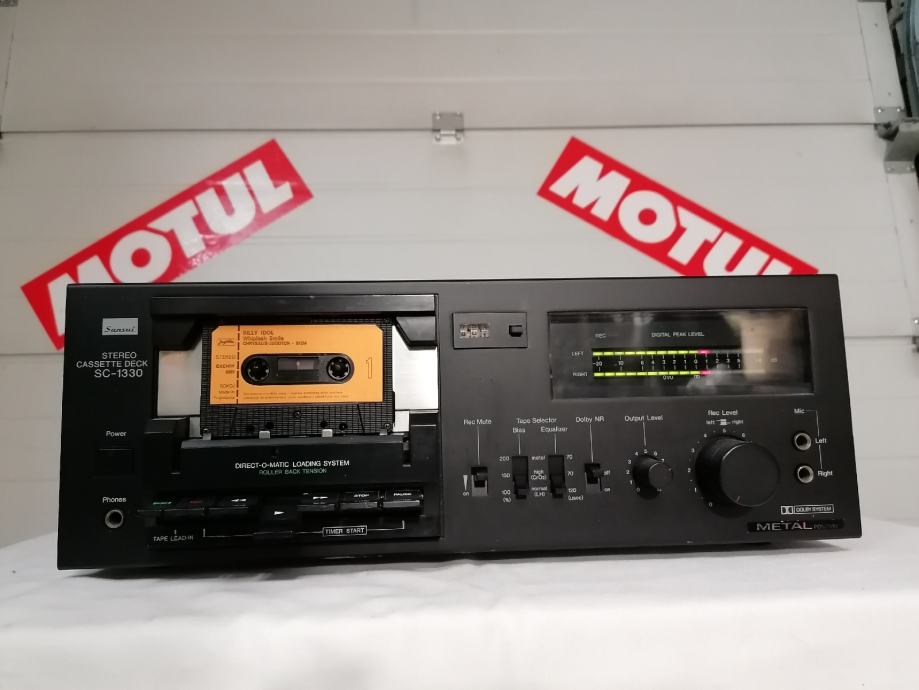 MOTUL
MOTUL
Sansui
STEREO
CASSETTE DECK
SC-1330
Power
Phones
BILLY IDOL
Whiplash Smile
STEREO
1
DIRECT-O-MATIC LOADING SYSTEM
ROLLER BACK TENSION
STOP
PAUSE
TAPE LEAD-IN
TIMER START
REC
DIGITAL PEAK LEVEL
LEFT
RIGHT
Rec Mute
on
Tape Selector
Bias
Equalizer
200
metal
70
150
high
(CrO₂)
70
100
normal
(LH)
120
(%)
(μsec)
Dolby NR
off
on
Output Level
Rec Level
left
right
Mic
Left
Right
DOLBY SYSTEM
METAL